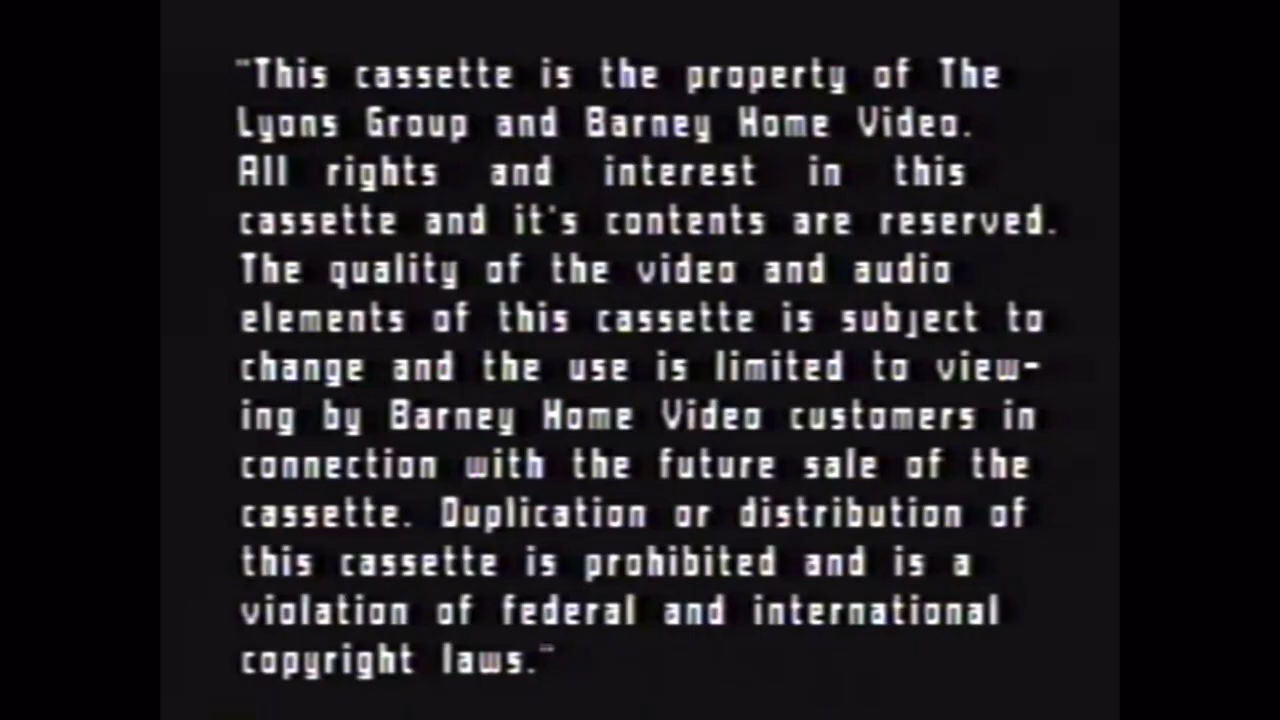 "This cassette is the property of The
Lyons Group and Barney Home Video.
All rights and interest in this
cassette and it's contents are reserved.
The quality of the video and audio
elements of this cassette is subject to
change and the use is limited to view-
ing by Barney Home Video customers in
connection with the future sale of the
cassette. Duplication or distribution of
this cassette is prohibited and is a
violation of federal and international
copyright laws."